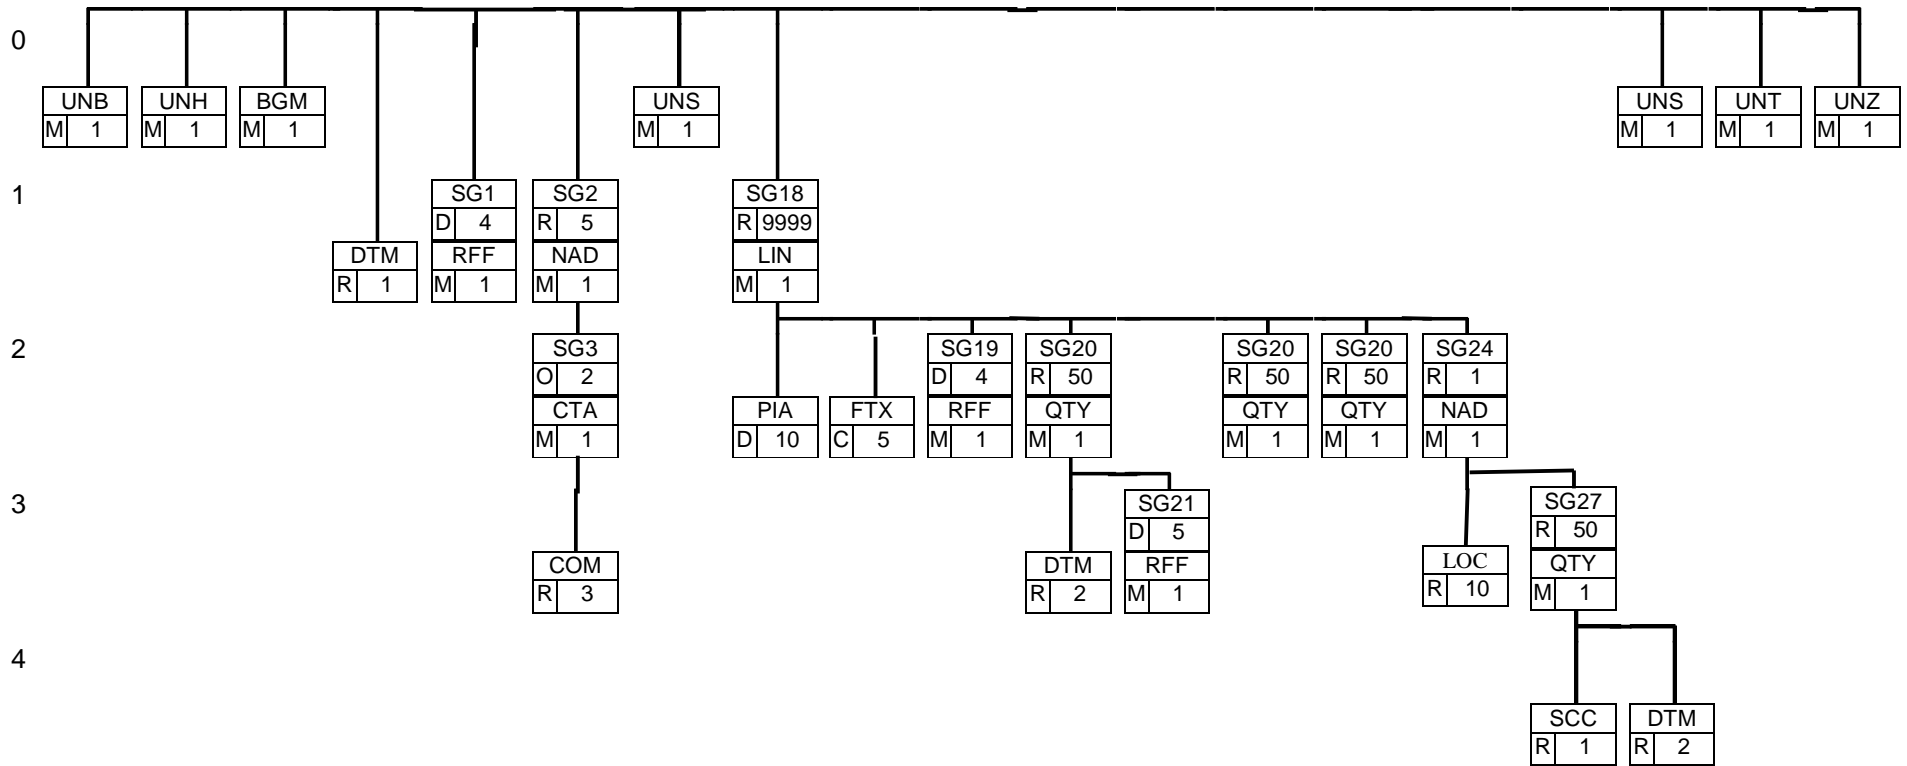 0
UNB UNH BGM UNS UNS UNT UNZ
M 1 M 1 M 1 M 1 M 1 M 1 M 1
1
SG1 SG2 SG18
D 4 R 5 R 9999
DTM RFF NAD LIN
R 1 M 1 M 1 M 1
2
SG3 SG19 SG20 SG20 SG20 SG24
O 2 D 4 R 50 R 50 R 50 R 1
CTA PIA FTX RFF QTY QTY QTY NAD
M 1 D 10 C 5 M 1 M 1 M 1 M 1 M 1
3
SG21 SG27
D 5 R 50
COM DTM RFF LOC QTY
R 3 R 2 M 1 R 10 M 1
4
SCC DTM
R 1 R 2